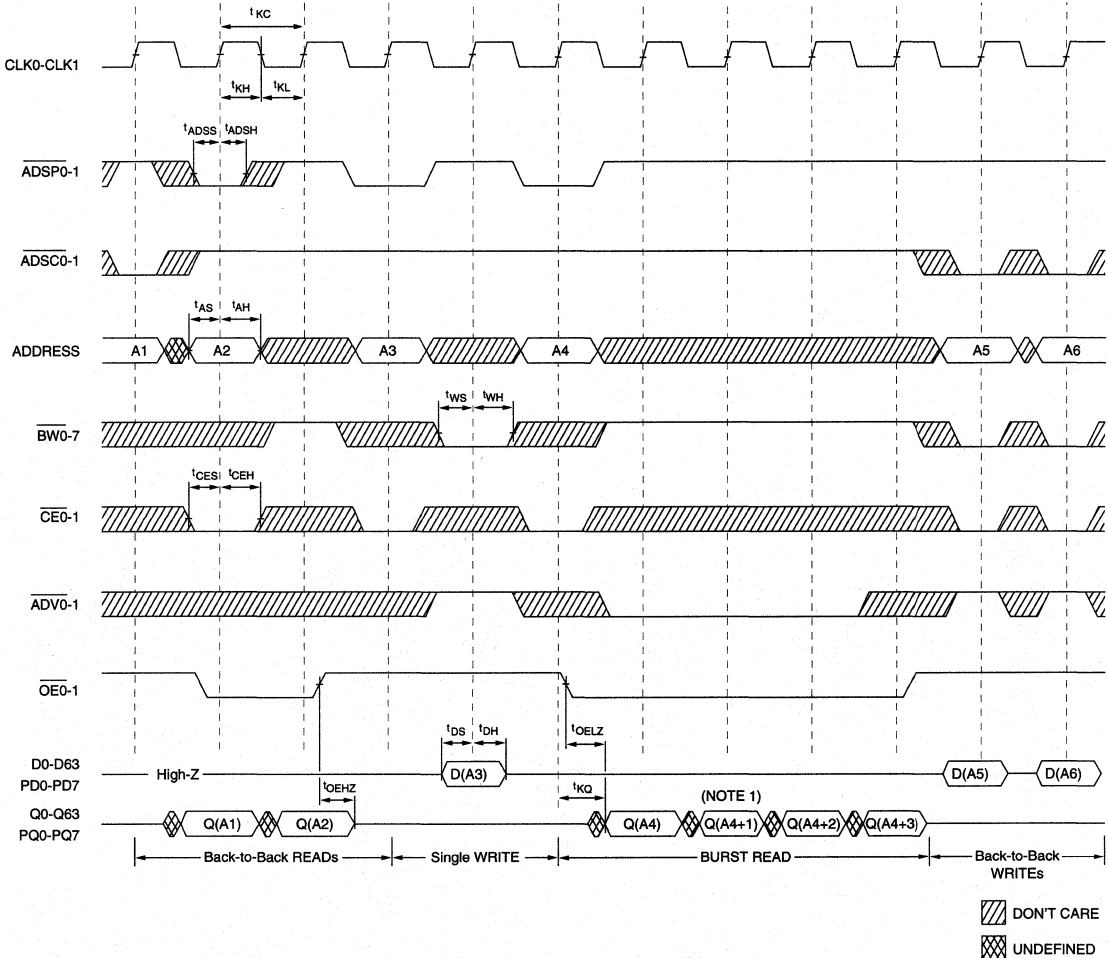 tKC
CLK0-CLK1
tKH tKL
tADSS tADSH
ADSP0-1
ADSC0-1
tAS tAH
ADDRESS A1 A2 A3 A4 A5 A6
tWS tWH
BW0-7
tCES tCEH
CE0-1
ADV0-1
OE0-1
tDS tDH tOELZ
D0-D63
PD0-PD7
High-Z D(A3) D(A5) D(A6)
tOEHZ tKQ (NOTE 1)
Q0-Q63
PQ0-PQ7
Q(A1) Q(A2) Q(A4) Q(A4+1) Q(A4+2) Q(A4+3)
Back-to-Back READs Single WRITE BURST READ Back-to-Back
WRITEs
DON'T CARE
UNDEFINED